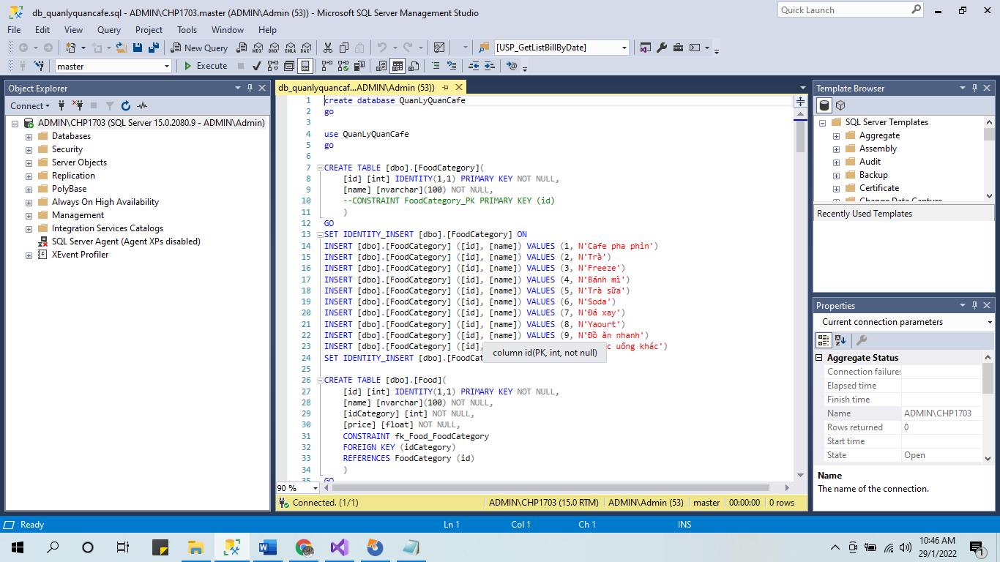 db_quanlyquancafe.sql - ADMIN\CHP1703.master (ADMIN\Admin (53)) - Microsoft SQL Server Management Studio
Quick Launch
File Edit View Query Project Tools Window Help
New Query
MDX DMX XMLA DAX
[USP_GetListBillByDate]
master
Execute
Object Explorer
Connect
ADMIN\CHP1703 (SQL Server 15.0.2080.9 - ADMIN\Admin)
Databases
Security
Server Objects
Replication
PolyBase
Always On High Availability
Management
Integration Services Catalogs
SQL Server Agent (Agent XPs disabled)
XEvent Profiler
db_quanlyquancaf...ADMIN\Admin (53))
1 create database QuanLyQuanCafe
2 go
3
4 use QuanLyQuanCafe
5 go
6
7 CREATE TABLE [dbo].[FoodCategory](
8 [id] [int] IDENTITY(1,1) PRIMARY KEY NOT NULL,
9 [name] [nvarchar](100) NOT NULL,
10 --CONSTRAINT FoodCategory_PK PRIMARY KEY (id)
11 )
12 GO
13 SET IDENTITY_INSERT [dbo].[FoodCategory] ON
14 INSERT [dbo].[FoodCategory] ([id], [name]) VALUES (1, N'Cafe pha phin')
15 INSERT [dbo].[FoodCategory] ([id], [name]) VALUES (2, N'Trà')
16 INSERT [dbo].[FoodCategory] ([id], [name]) VALUES (3, N'Freeze')
17 INSERT [dbo].[FoodCategory] ([id], [name]) VALUES (4, N'Bánh mì')
18 INSERT [dbo].[FoodCategory] ([id], [name]) VALUES (5, N'Trà sữa')
19 INSERT [dbo].[FoodCategory] ([id], [name]) VALUES (6, N'Soda')
20 INSERT [dbo].[FoodCategory] ([id], [name]) VALUES (7, N'Đá xay')
21 INSERT [dbo].[FoodCategory] ([id], [name]) VALUES (8, N'Yaourt')
22 INSERT [dbo].[FoodCategory] ([id], [name]) VALUES (9, N'Đồ ăn nhanh')
23 INSERT [dbo].[FoodCategory] ([id], c uống khác')
column id(PK, int, not null)
24 SET IDENTITY_INSERT [dbo].[FoodCat
25
26 CREATE TABLE [dbo].[Food](
27 [id] [int] IDENTITY(1,1) PRIMARY KEY NOT NULL,
28 [name] [nvarchar](100) NOT NULL,
29 [idCategory] [int] NOT NULL,
30 [price] [float] NOT NULL,
31 CONSTRAINT fk_Food_FoodCategory
32 FOREIGN KEY (idCategory)
33 REFERENCES FoodCategory (id)
34 )
35 GO
90 %
Connected. (1/1)
ADMIN\CHP1703 (15.0 RTM) ADMIN\Admin (53) master 00:00:00 0 rows
Template Browser
SQL Server Templates
Aggregate
Assembly
Audit
Backup
Certificate
Change Data Capture
Recently Used Templates
Properties
Current connection parameters
Aggregate Status
Connection failures
Elapsed time
Finish time
Name ADMIN\CHP1703
Rows returned 0
Start time
State Open
Name
The name of the connection.
Ready Ln 1 Col 1 Ch 1 INS
10:46 AM
29/1/2022
1